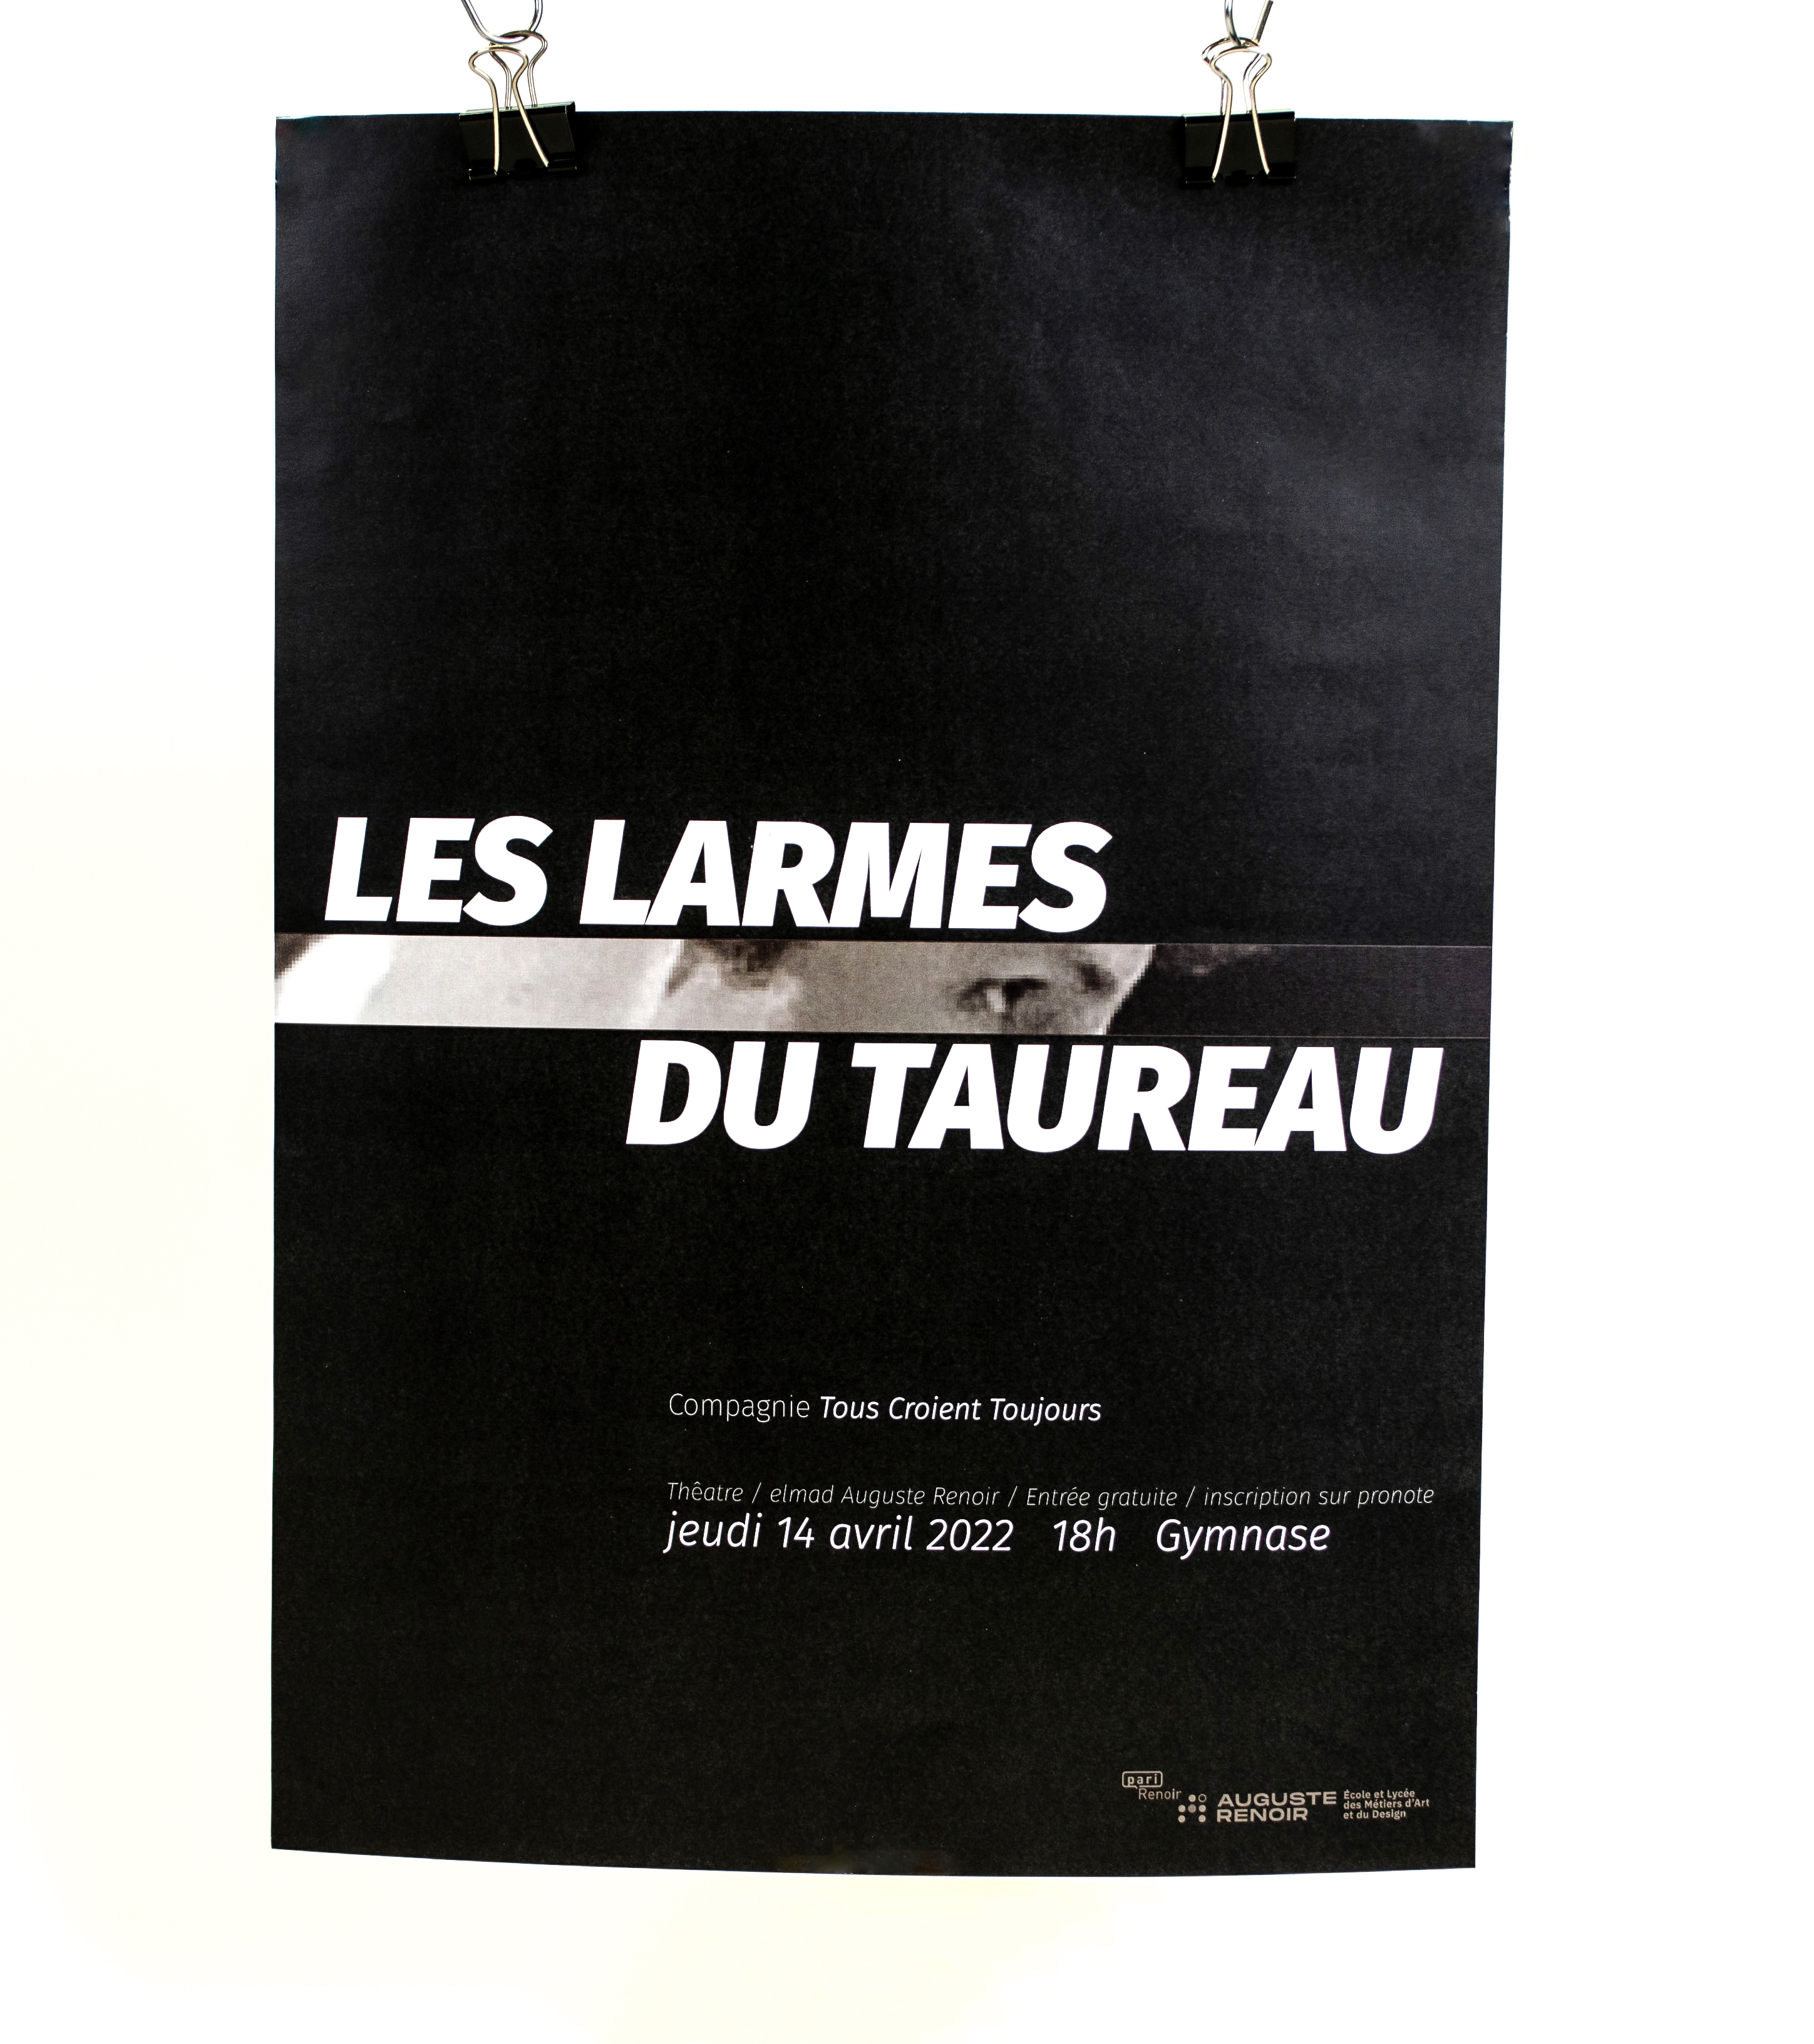 LES LARMES
DU TAUREAU
Compagnie Tous Croient Toujours
Thêatre / elmad Auguste Renoir / Entrée gratuite / inscription sur pronote
jeudi 14 avril 2022 18h Gymnase
pari
Renoir
AUGUSTE
RENOIR
École et Lycée
des Métiers d'Art
et du Design